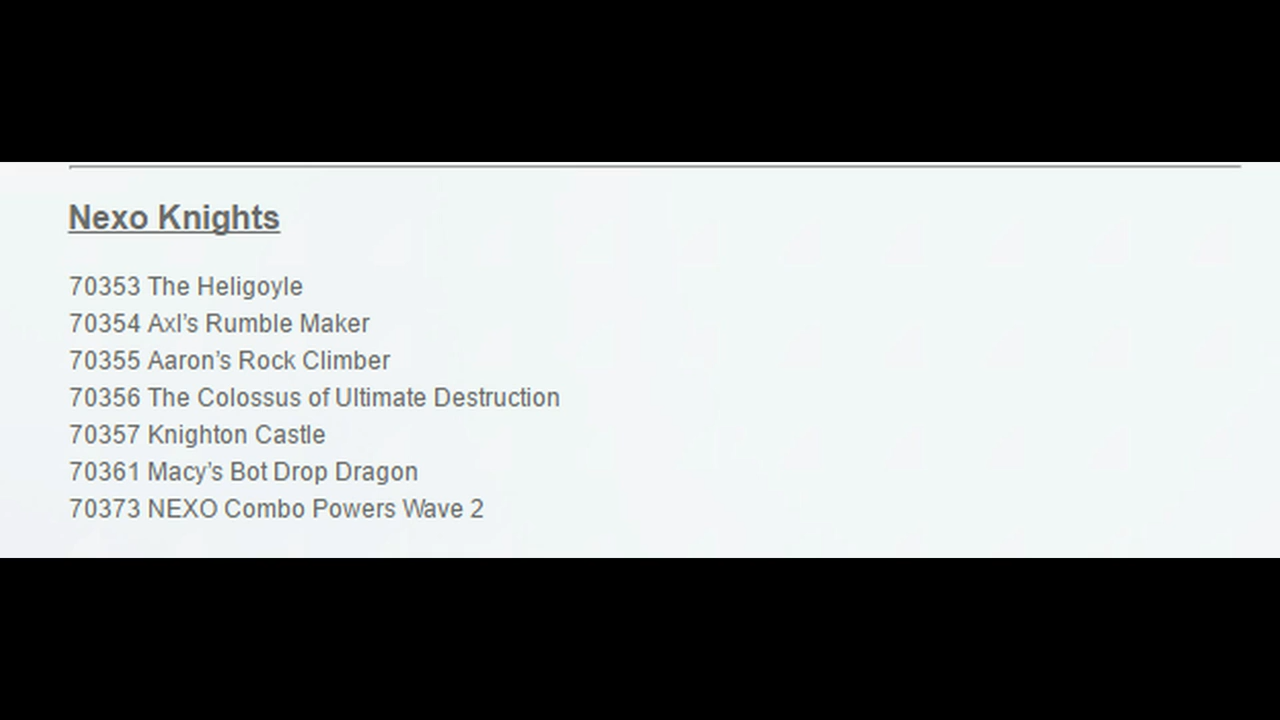 Nexo Knights
70353 The Heligoyle
70354 Axl’s Rumble Maker
70355 Aaron’s Rock Climber
70356 The Colossus of Ultimate Destruction
70357 Knighton Castle
70361 Macy’s Bot Drop Dragon
70373 NEXO Combo Powers Wave 2